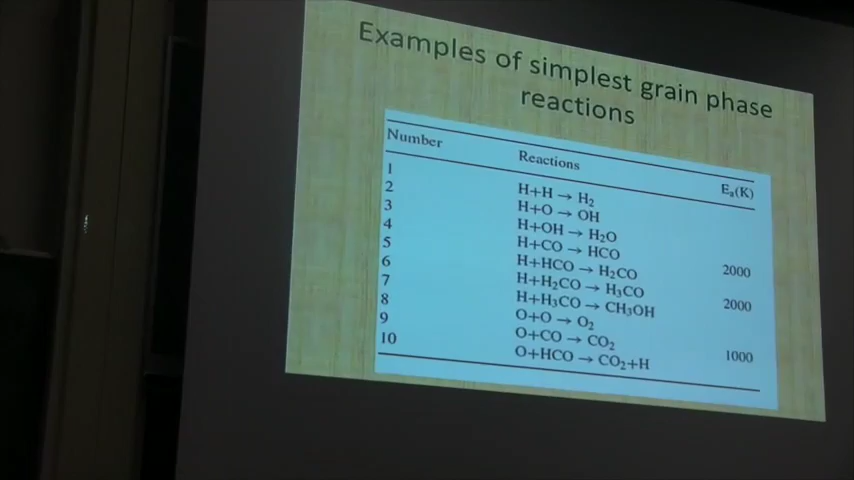 Examples of simplest grain phase
reactions
Number Reactions Ea(K)
1 H+H → H2
2 H+O → OH
3 H+OH → H2O
4 H+CO → HCO 2000
5 H+HCO → H2CO
6 H+H2CO → H3CO 2000
7 H+H3CO → CH3OH
8 O+O → O2
9 O+CO → CO2 1000
10 O+HCO → CO2+H